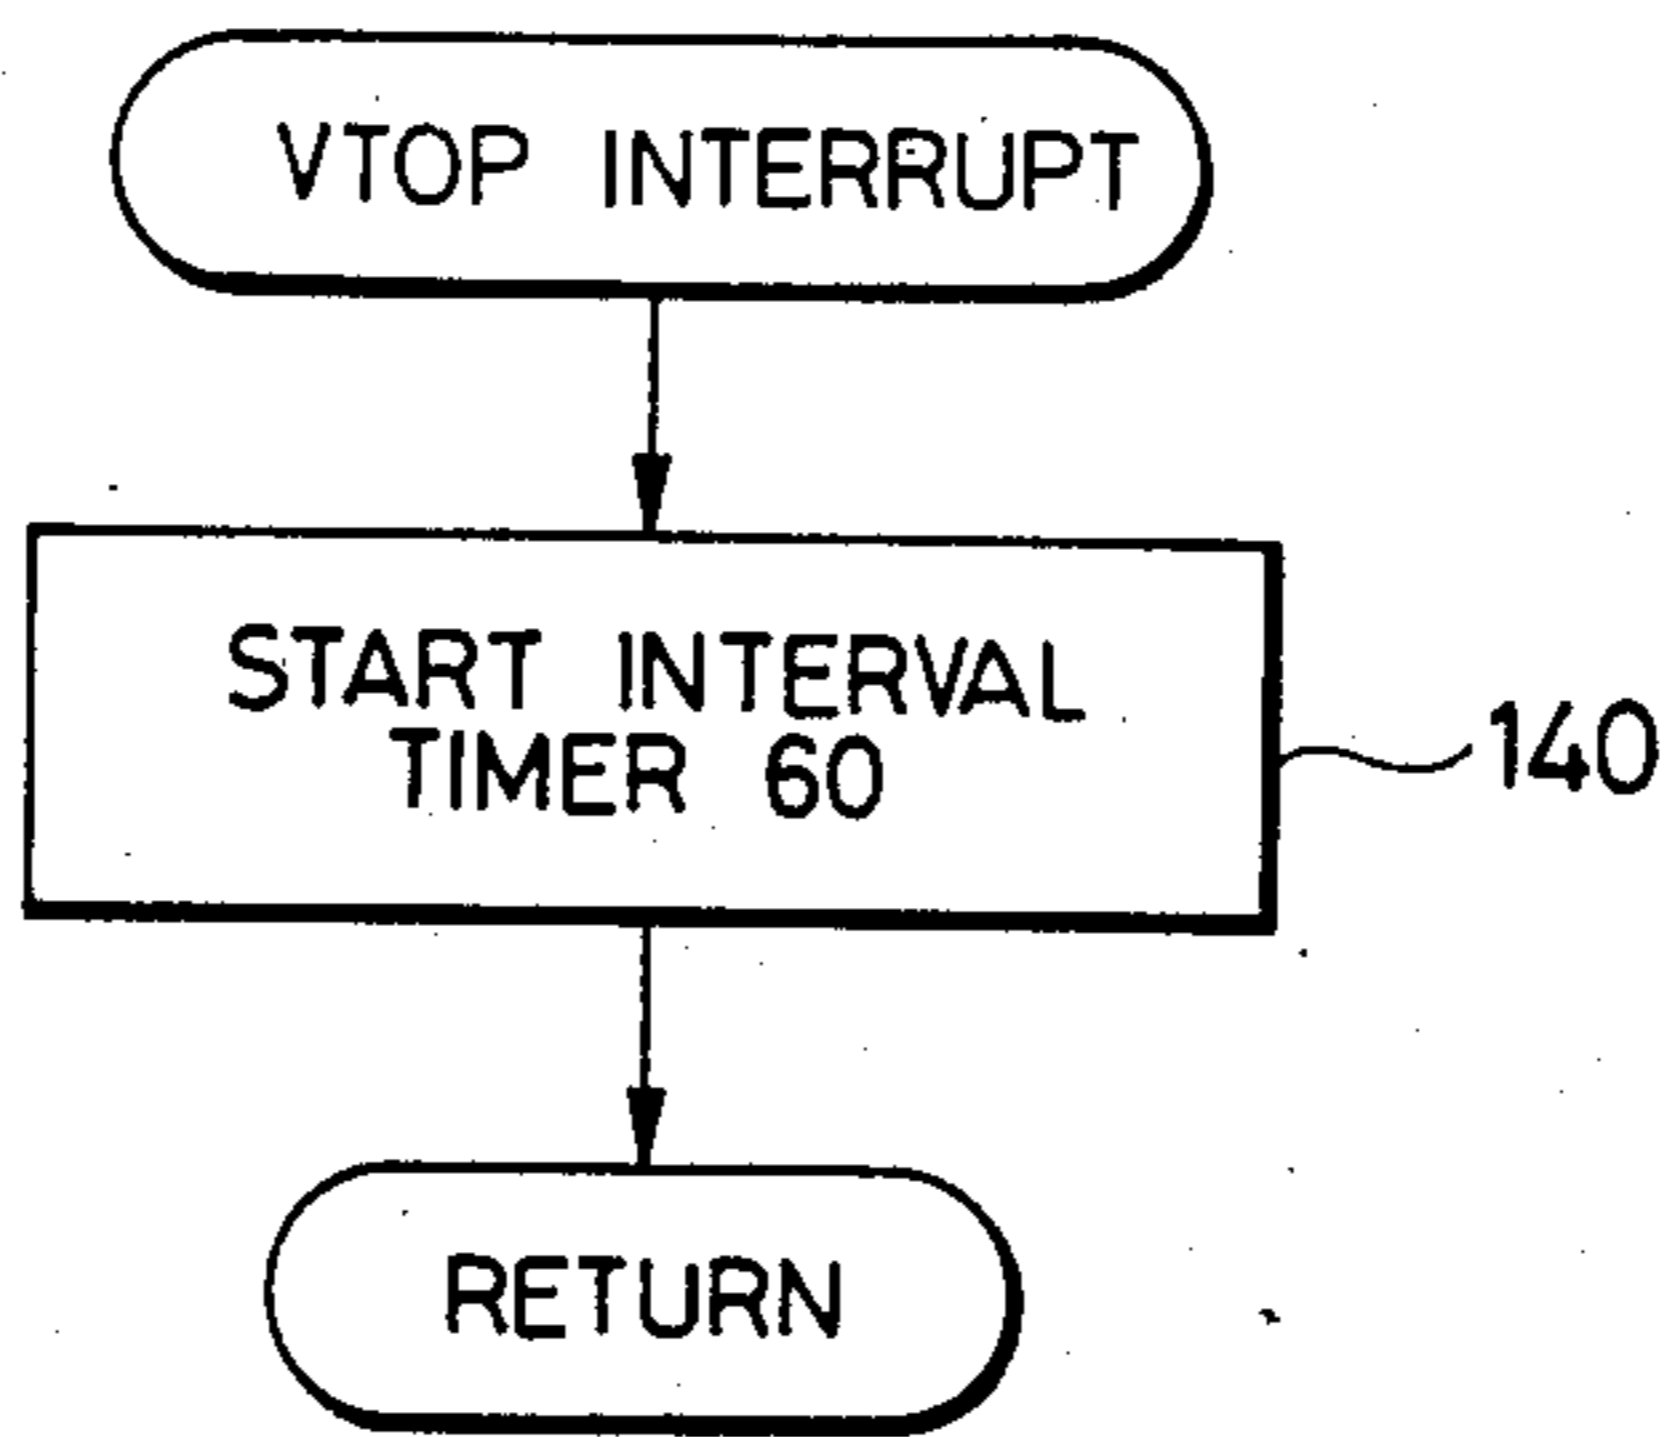 VTOP INTERRUPT
START INTERVAL
TIMER 60
140
RETURN